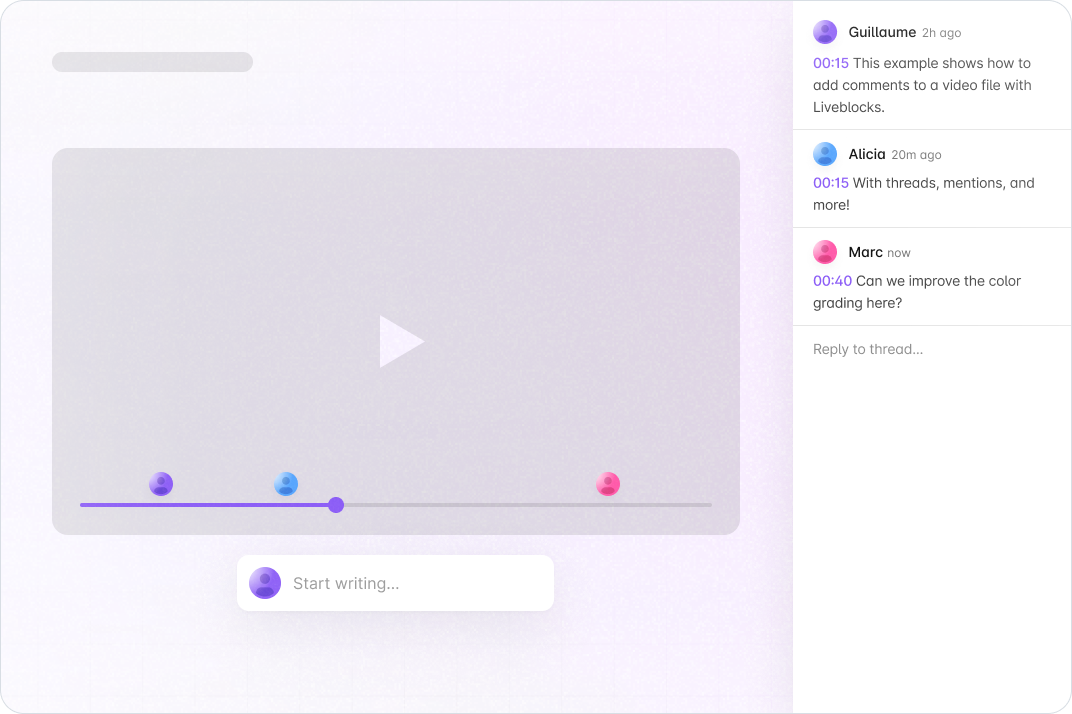 Guillaume 2h ago
00:15 This example shows how to
add comments to a video file with
Liveblocks.
Alicia 20m ago
00:15 With threads, mentions, and
more!
Marc now
00:40 Can we improve the color
grading here?
Reply to thread…
Start writing…